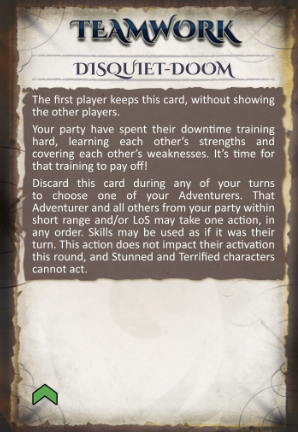 TEAMWORK
DISQUIET-DOOM
The first player keeps this card, without showing
the other players.
Your party have spent their downtime training
hard, learning each other's strengths and
covering each other's weaknesses. It's time for
that training to pay off!
Discard this card during any of your turns
to choose one of your Adventurers. That
Adventurer and all others from your party within
short range and/or LoS may take one action, in
any order. Skills may be used as if it was their
turn. This action does not impact their activation
this round, and Stunned and Terrified characters
cannot act.